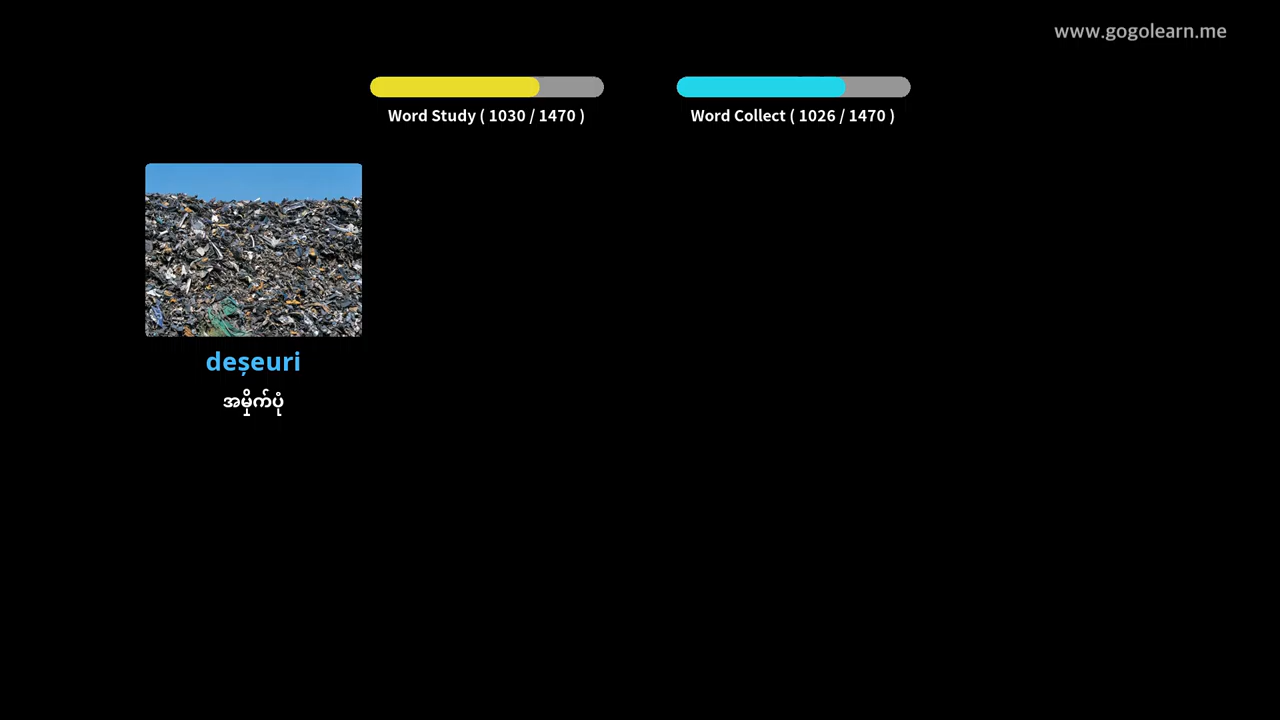 www.gogolearn.me
Word Study ( 1030 / 1470 )
Word Collect ( 1026 / 1470 )
deșeuri
အမှိုက်ပုံ